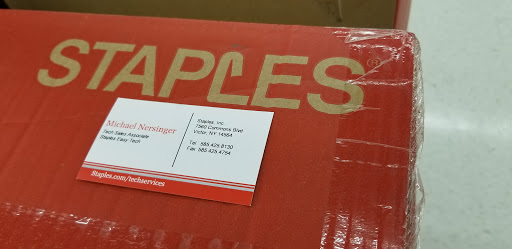 STAPLES®
Michael Nersinger
Tech Sales Associate
Staples Easy Tech
Staples, Inc.
7560 Commons Blvd
Victor, NY 14564
Tel 585.425.8130
Fax 585.425.4754
Staples.com/techservices